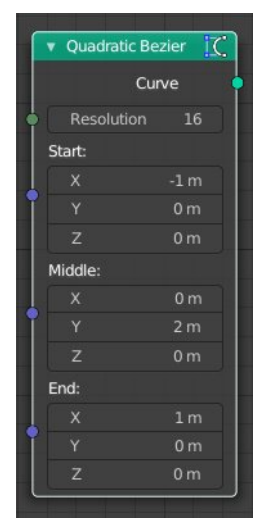 Quadratic Bezier
Curve
Resolution 16
Start:
X -1 m
Y 0 m
Z 0 m
Middle:
X 0 m
Y 2 m
Z 0 m
End:
X 1 m
Y 0 m
Z 0 m